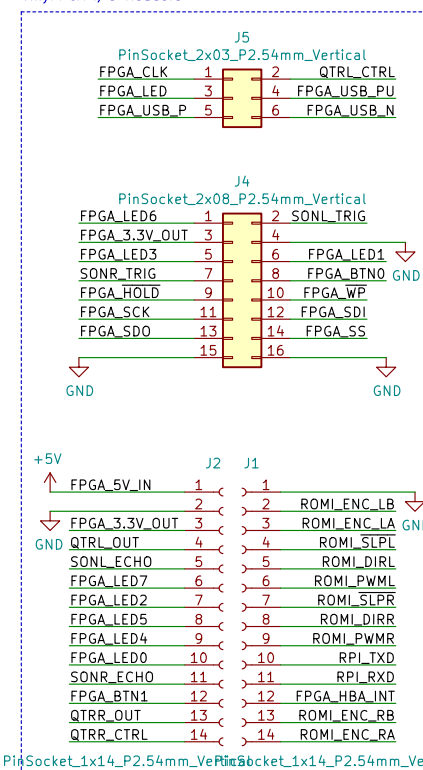 J5
PinSocket_2x03_P2.54mm_Vertical
FPGA_CLK 1 2 QTRL_CTRL
FPGA_LED 3 4 FPGA_USB_PU
FPGA_USB_P 5 6 FPGA_USB_N
J4
PinSocket_2x08_P2.54mm_Vertical
FPGA_LED6 1 2 SONL_TRIG
FPGA_3.3V_OUT 3 4
FPGA_LED3 5 6 FPGA_LED1
SONR_TRIG 7 8 FPGA_BTN0 GND
FPGA_HOLD 9 10 FPGA_WP
FPGA_SCK 11 12 FPGA_SDI
FPGA_SDO 13 14 FPGA_SS
15 16
GND GND
+5V J2 J1
FPGA_5V_IN 1 1
2 2 ROMI_ENC_LB
FPGA_3.3V_OUT 3 3 ROMI_ENC_LA
GND QTRL_OUT 4 4 ROMI_SLPL
SONL_ECHO 5 5 ROMI_DIRL
FPGA_LED7 6 6 ROMI_PWML
FPGA_LED2 7 7 ROMI_SLPR
FPGA_LED5 8 8 ROMI_DIRR
FPGA_LED4 9 9 ROMI_PWMR
FPGA_LED0 10 10 RPI_TXD
SONR_ECHO 11 11 RPI_RXD
FPGA_BTN1 12 12 FPGA_HBA_INT
QTRR_OUT 13 13 ROMI_ENC_RB
QTRR_CTRL 14 14 ROMI_ENC_RA